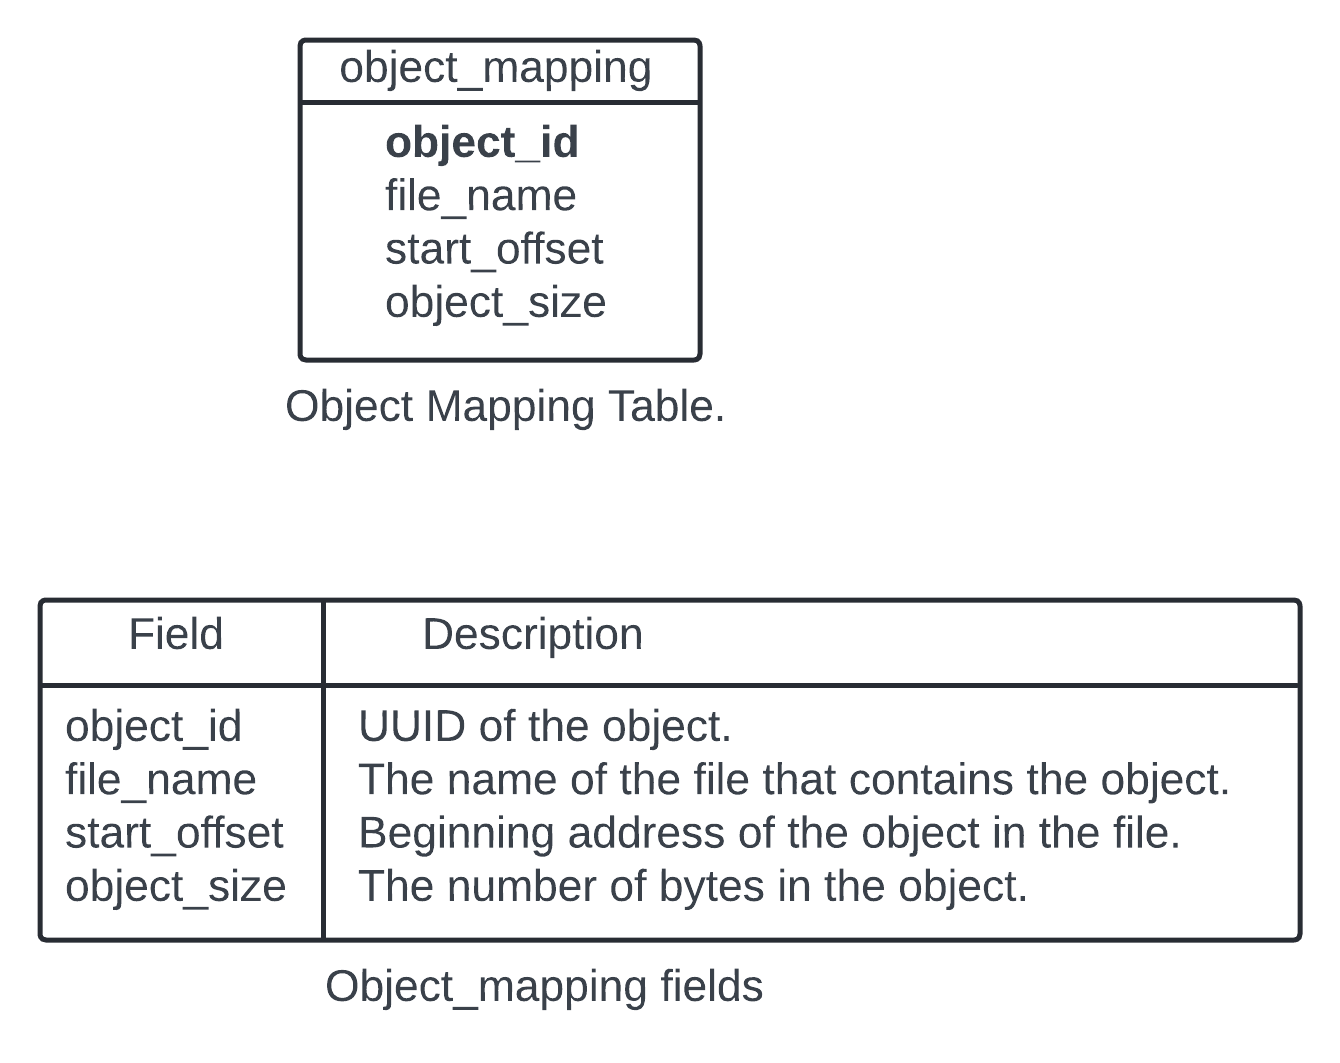 object_mapping
object_id
file_name
start_offset
object_size
Object Mapping Table.
Field Description
object_id UUID of the object.
file_name The name of the file that contains the object.
start_offset Beginning address of the object in the file.
object_size The number of bytes in the object.
Object_mapping fields